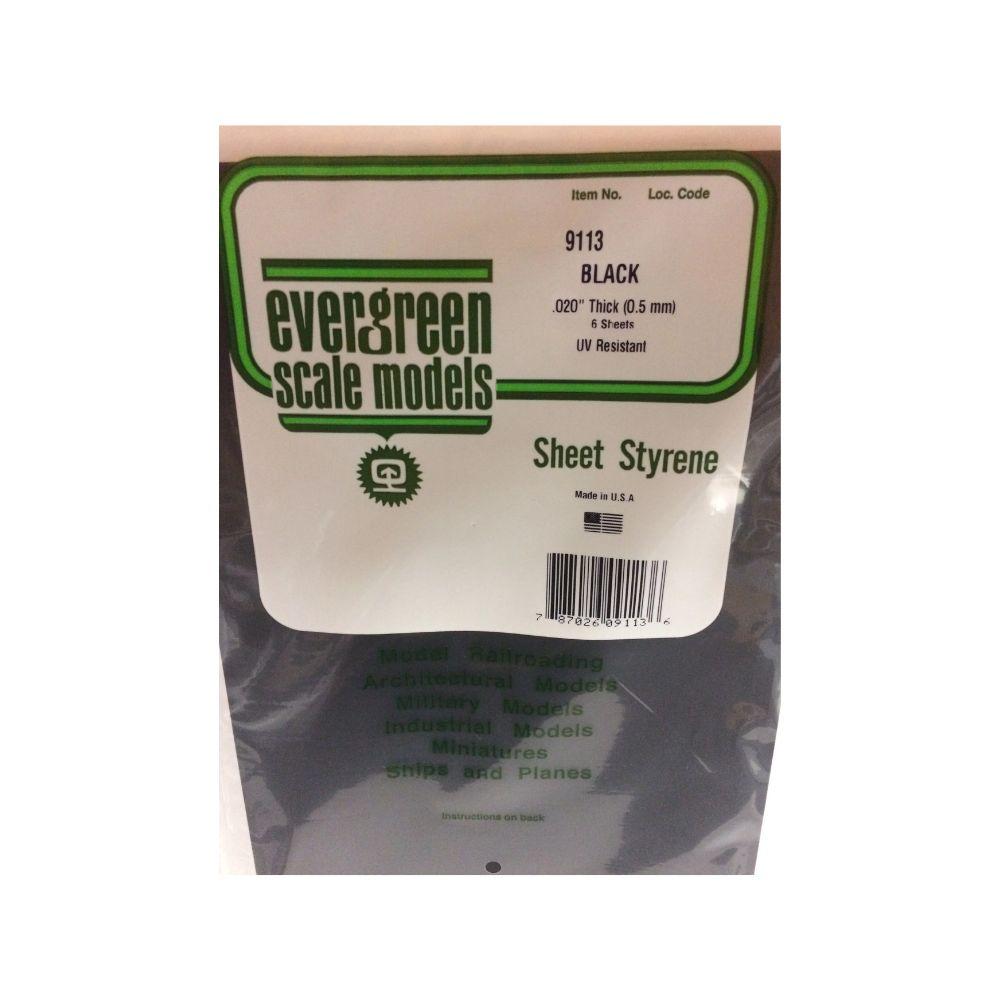 Item No. Loc. Code
9113
BLACK
.020" Thick (0.5 mm)
6 Sheets
UV Resistant
evergreen
scale models
Sheet Styrene
Made in U.S.A
7 87026 09113 6
Model Railroading
Architectural Models
Military Models
Industrial Models
Miniatures
Ships and Planes
Instructions on back